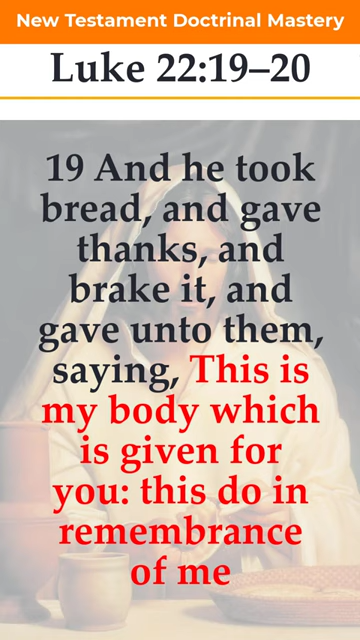 New Testament Doctrinal Mastery
Luke 22:19–20
19 And he took
bread, and gave
thanks, and
brake it, and
gave unto them,
saying, This is
my body which
is given for
you: this do in
remembrance
of me